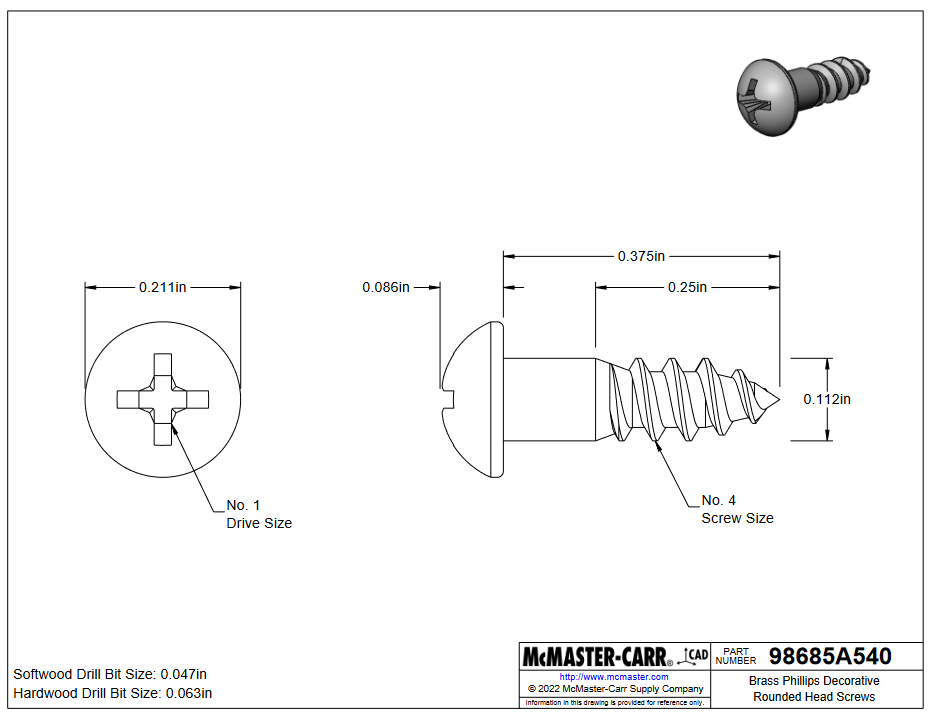 0.375in
0.211in
0.086in
0.25in
0.112in
No. 1
Drive Size
No. 4
Screw Size
Softwood Drill Bit Size: 0.047in
Hardwood Drill Bit Size: 0.063in
McMASTER-CARR® CAD
http://www.mcmaster.com
© 2022 McMaster-Carr Supply Company
Information in this drawing is provided for reference only.
PART
NUMBER
98685A540
Brass Phillips Decorative
Rounded Head Screws